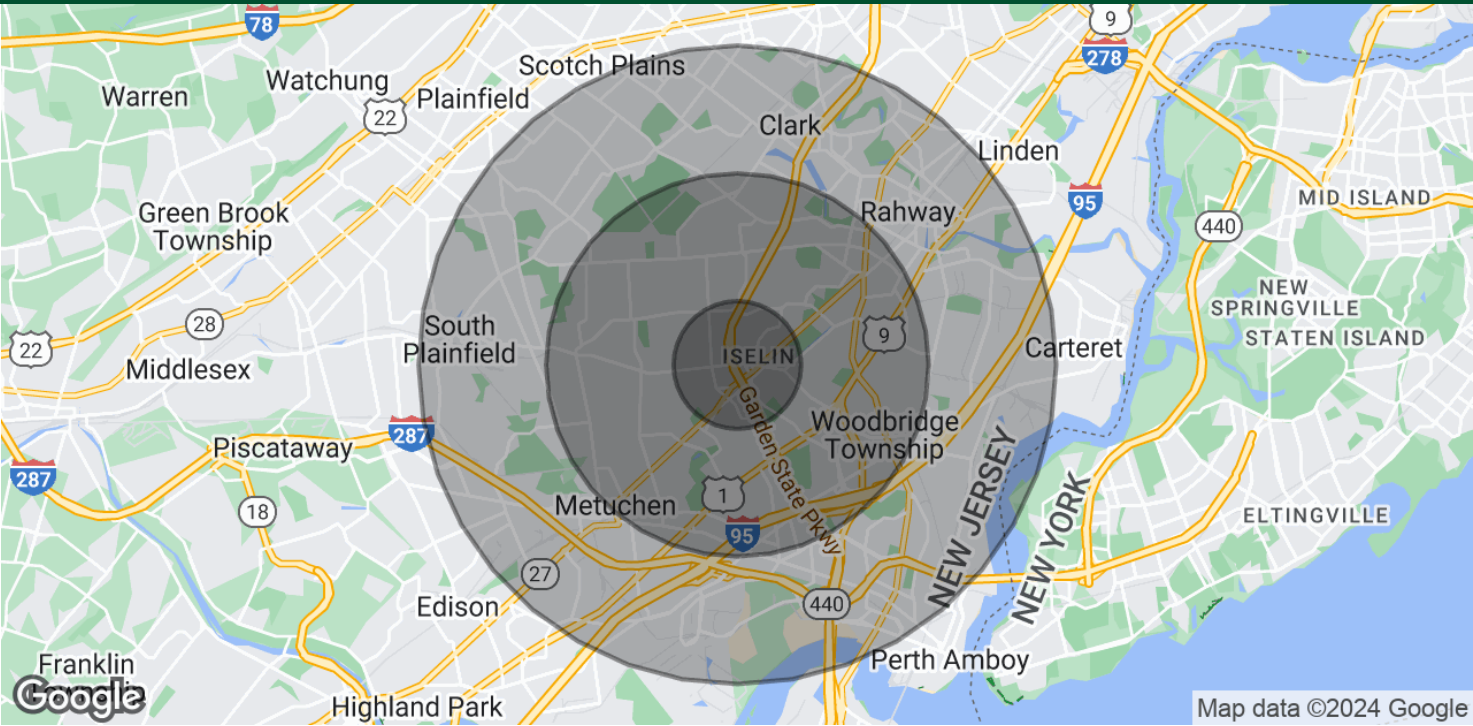 78
9
278
Scotch Plains
Watchung
Warren
Plainfield
22
Clark
Linden
95
MID ISLAND
Green Brook
Township
Rahway
440
NEW
SPRINGVILLE
STATEN ISLAND
28
South
Plainfield
9
22
Middlesex
ISELIN
Carteret
Garden State Pkwy
Woodbridge
Township
287
Piscataway
287
18
Metuchen
1
95
NEW JERSEY
NEW YORK
ELTINGVILLE
27
Edison
440
Perth Amboy
Franklin
Township
Google
Highland Park
Map data ©2024 Google